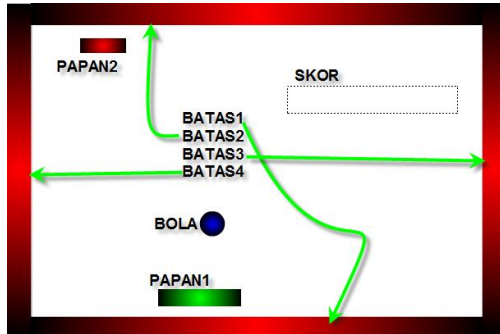 PAPAN2
SKOR
BATAS1
BATAS2
BATAS3
BATAS4
BOLA
PAPAN1